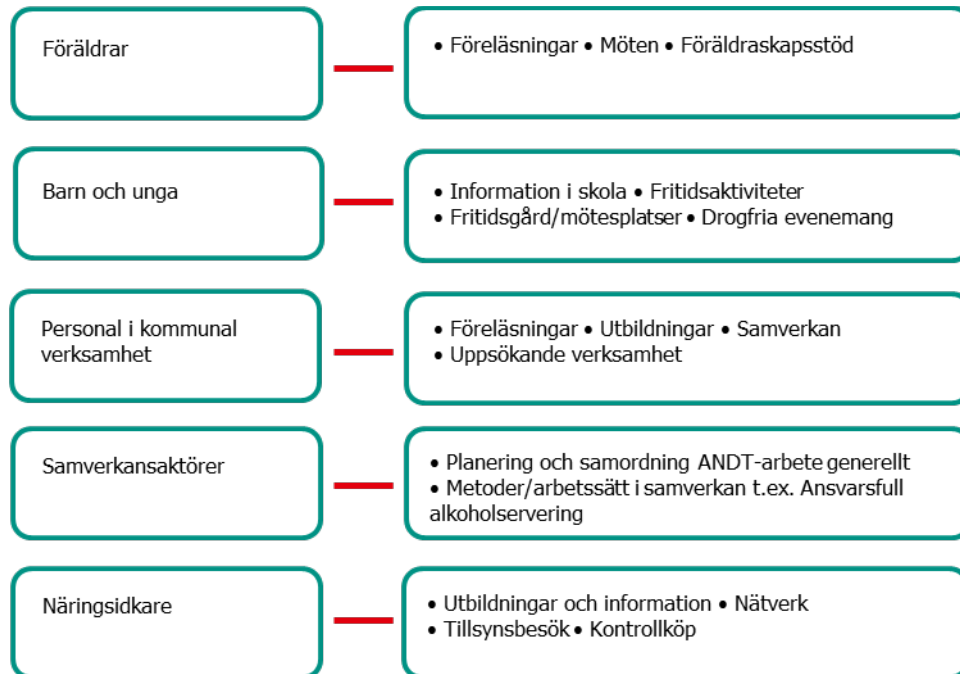 Föräldrar
• Föreläsningar • Möten • Föräldraskapsstöd
Barn och unga
• Information i skola • Fritidsaktiviteter
• Fritidsgård/mötesplatser • Drogfria evenemang
Personal i kommunal
verksamhet
• Föreläsningar • Utbildningar • Samverkan
• Uppsökande verksamhet
Samverkansaktörer
• Planering och samordning ANDT-arbete generellt
• Metoder/arbetssätt i samverkan t.ex. Ansvarsfull
alkoholservering
Näringsidkare
• Utbildningar och information • Nätverk
• Tillsynsbesök • Kontrollköp